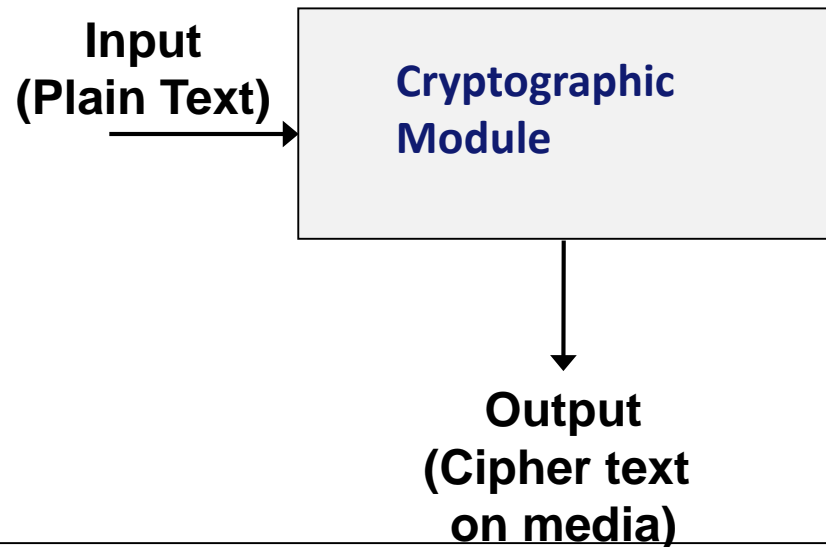 Input
(Plain Text)
Cryptographic
Module
Output
(Cipher text
on media)